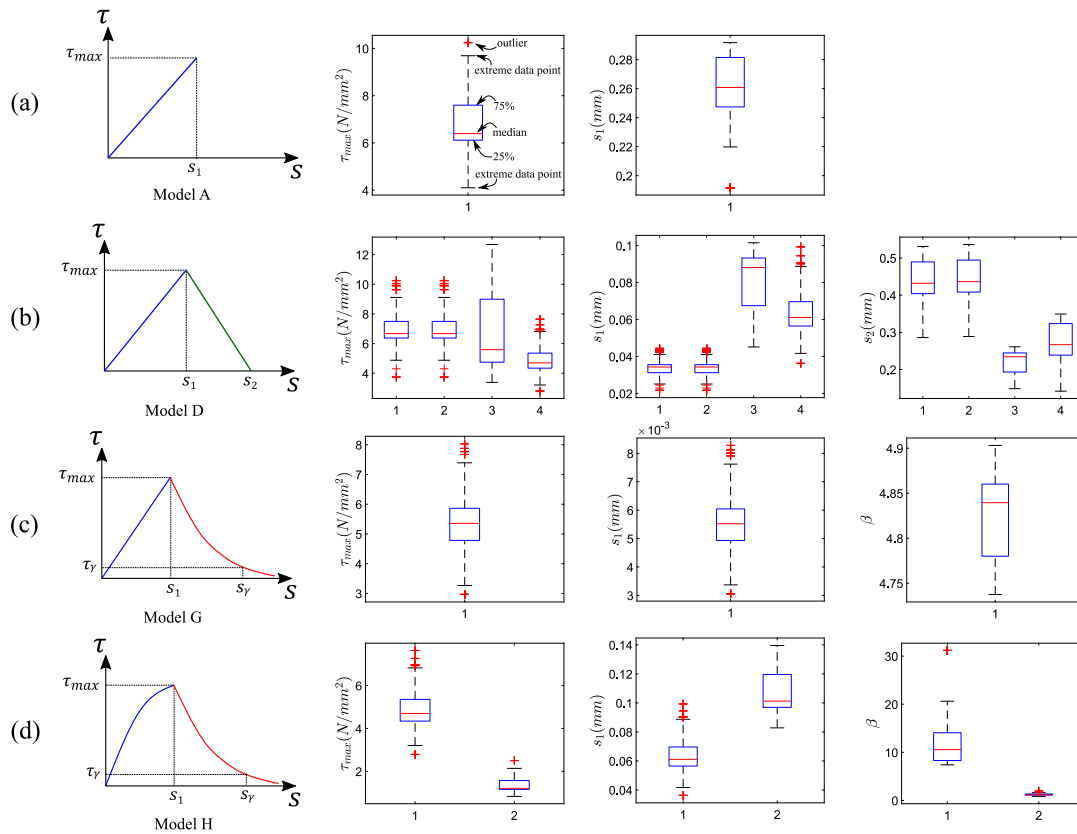 (a)
τ
τmax
s1
S
Model A
τmax(N/mm²)
10
8
6
4
1
outlier
extreme data point
75%
median
25%
extreme data point
s1(mm)
0.28
0.26
0.24
0.22
0.2
1
(b)
τ
τmax
s1
s2
S
Model D
τmax(N/mm²)
12
10
8
6
4
1 2 3 4
s1(mm)
0.1
0.08
0.06
0.04
0.02
1 2 3 4
s2(mm)
0.5
0.4
0.3
0.2
1 2 3 4
(c)
τ
τmax
τγ
s1
sγ
S
Model G
τmax(N/mm²)
8
7
6
5
4
3
1
× 10⁻³
s1(mm)
8
7
6
5
4
3
1
β
4.9
4.85
4.8
4.75
1
(d)
τ
τmax
τγ
s1
sγ
S
Model H
τmax(N/mm²)
6
4
2
1 2
s1(mm)
0.14
0.12
0.1
0.08
0.06
0.04
1 2
β
30
20
10
0
1 2